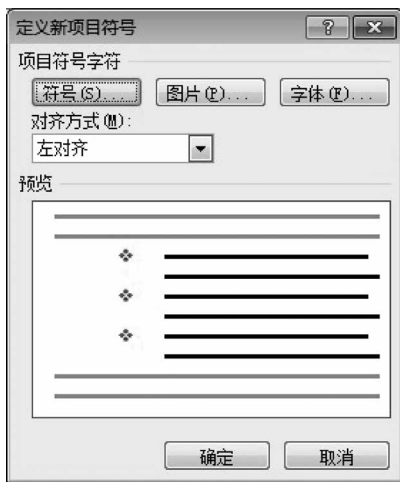 定义新项目符号
项目符号字符
符号(S)... 图片(P)... 字体(F)...
对齐方式(M):
左对齐
预览
确定 取消